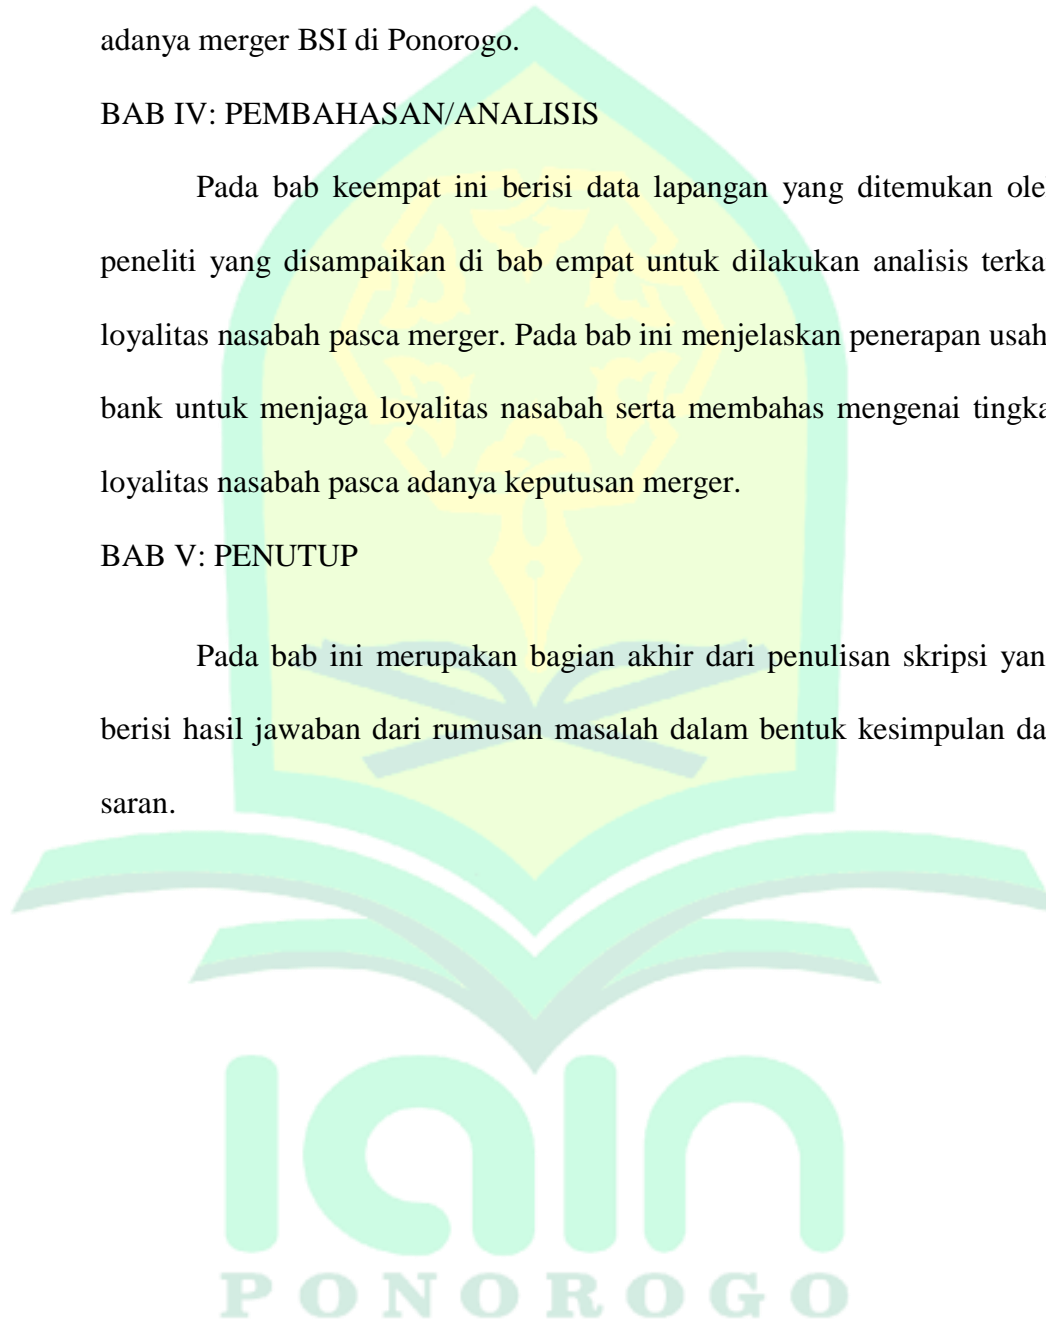 adanya merger BSI di Ponorogo.
BAB IV: PEMBAHASAN/ANALISIS
Pada bab keempat ini berisi data lapangan yang ditemukan ole
peneliti yang disampaikan di bab empat untuk dilakukan analisis terka
loyalitas nasabah pasca merger. Pada bab ini menjelaskan penerapan usah
bank untuk menjaga loyalitas nasabah serta membahas mengenai tingka
loyalitas nasabah pasca adanya keputusan merger.
BAB V: PENUTUP
Pada bab ini merupakan bagian akhir dari penulisan skripsi yan
berisi hasil jawaban dari rumusan masalah dalam bentuk kesimpulan da
saran.
iain
PONOROGO